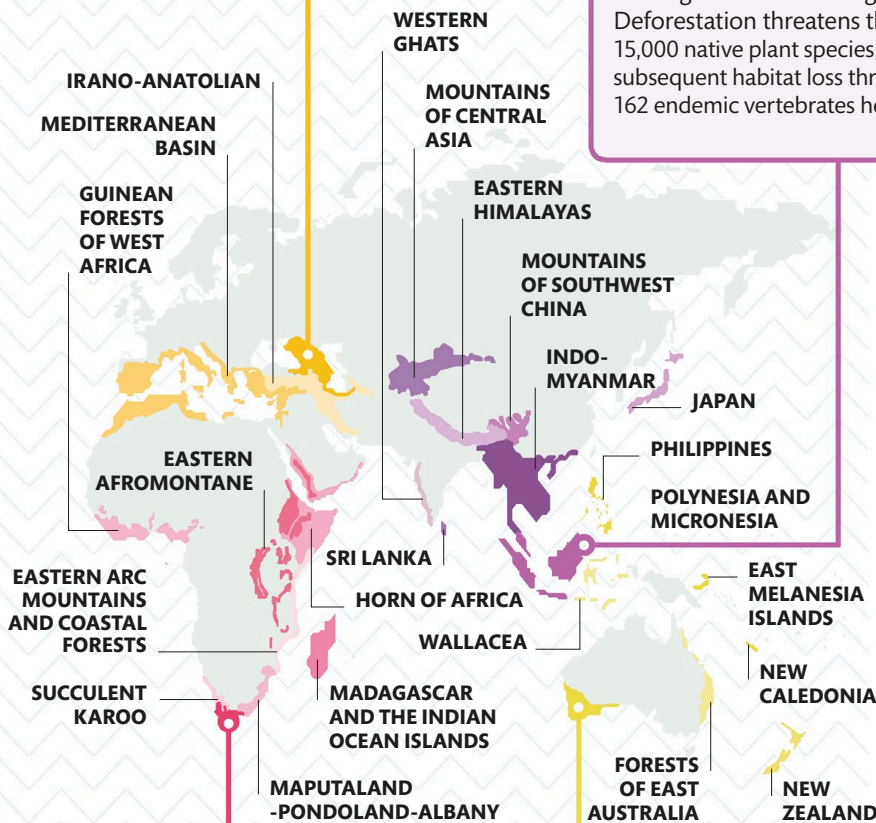 Deforestation threatens
15,000 native plant species,
subsequent habitat loss
162 endemic vertebrates
WESTERN
GHATS
IRANO-ANATOLIAN
MOUNTAINS
OF CENTRAL
ASIA
MEDITERRANEAN
BASIN
GUINEAN
FORESTS
OF WEST
AFRICA
EASTERN
HIMALAYAS
MOUNTAINS
OF SOUTHWEST
CHINA
INDO-
MYANMAR
JAPAN
PHILIPPINES
EASTERN
AFROMONTANE
POLYNESIA AND
MICRONESIA
SRI LANKA
EASTERN ARC
MOUNTAINS
AND COASTAL
FORESTS
HORN OF AFRICA
EAST
MELANESIA
ISLANDS
WALLACEA
SUCCULENT
KAROO
MADAGASCAR
AND THE INDIAN
OCEAN ISLANDS
NEW
CALEDONIA
MAPUTALAND
-PONDOLAND-ALBANY
FORESTS
OF EAST
AUSTRALIA
NEW
ZEALAND